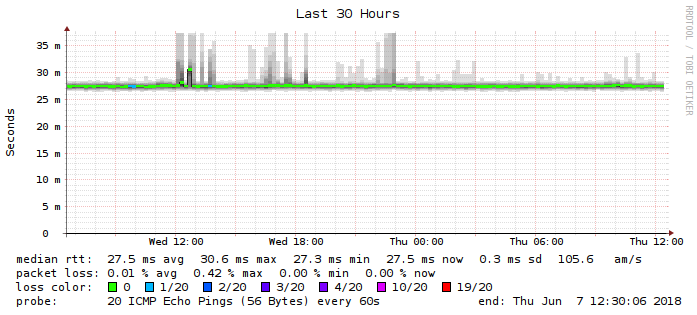 Last 30 Hours
RRDTOOL / TOBI OETIKER
Seconds
35 m
30 m
25 m
20 m
15 m
10 m
5 m
0
Wed 12:00 Wed 18:00 Thu 00:00 Thu 06:00 Thu 12:00
median rtt: 27.5 ms avg 30.6 ms max 27.3 ms min 27.5 ms now 0.3 ms sd 105.6 am/s
packet loss: 0.01 % avg 0.42 % max 0.00 % min 0.00 % now
loss color: 0 1/20 2/20 3/20 4/20 10/20 19/20
probe: 20 ICMP Echo Pings (56 Bytes) every 60s end: Thu Jun 7 12:30:06 2018